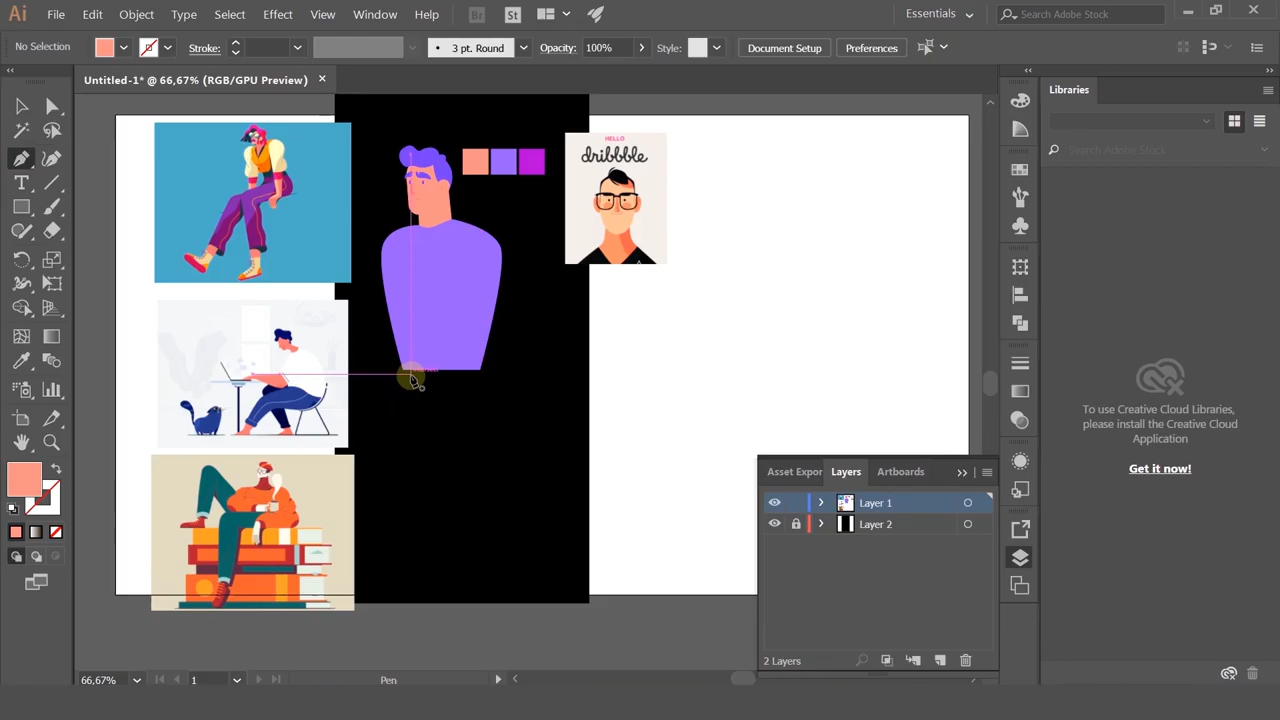 Ai File Edit Object Type Select Effect View Window Help Br St Essentials Search Adobe Stock
No Selection Stroke: 3 pt. Round Opacity: 100% Style: Document Setup Preferences
Untitled-1* @ 66,67% (RGB/GPU Preview)
Libraries
Search Adobe Stock
HELLO
dribbble
To use Creative Cloud Libraries,
please install the Creative Cloud
Application
Get it now!
Asset Expor Layers Artboards
Layer 1
Layer 2
2 Layers
66,67% 1 Pen